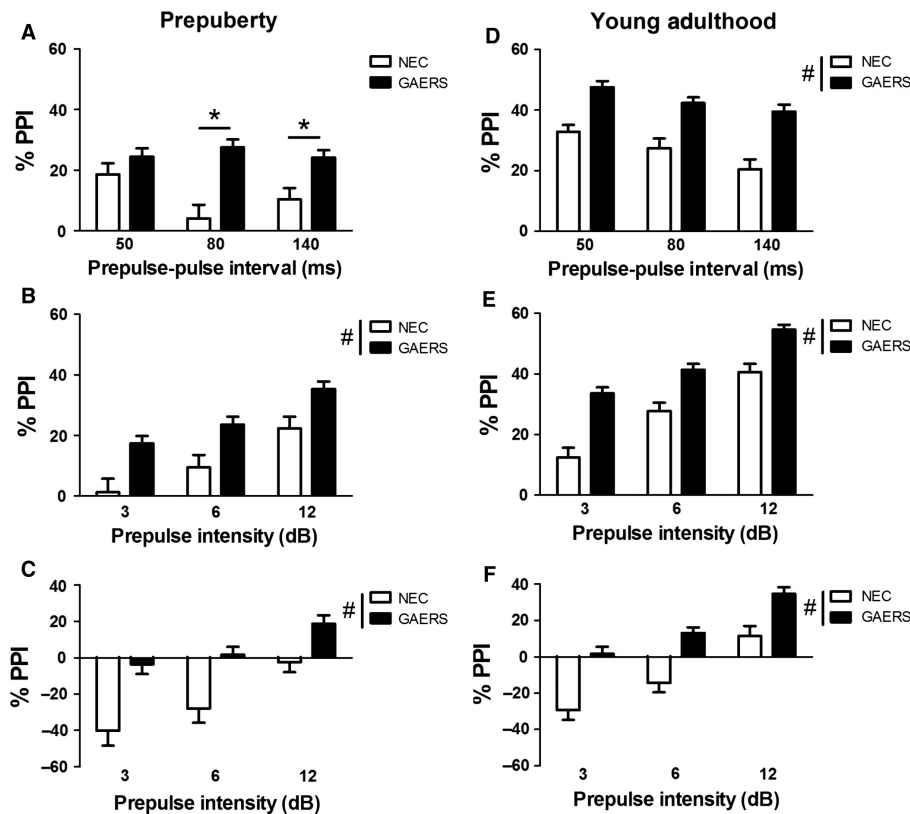 Prepuberty
A
60
40
20
0
% PPI
NEC
GAERS
*
*
50 80 140
Prepulse-pulse interval (ms)
B
60
40
20
0
% PPI
#
NEC
GAERS
3 6 12
Prepulse intensity (dB)
C
40
20
0
–20
–40
–60
% PPI
#
NEC
GAERS
3 6 12
Prepulse intensity (dB)
Young adulthood
D
60
40
20
0
% PPI
#
NEC
GAERS
50 80 140
Prepulse-pulse interval (ms)
E
60
40
20
0
% PPI
#
NEC
GAERS
3 6 12
Prepulse intensity (dB)
F
40
20
0
–20
–40
–60
% PPI
#
NEC
GAERS
3 6 12
Prepulse intensity (dB)